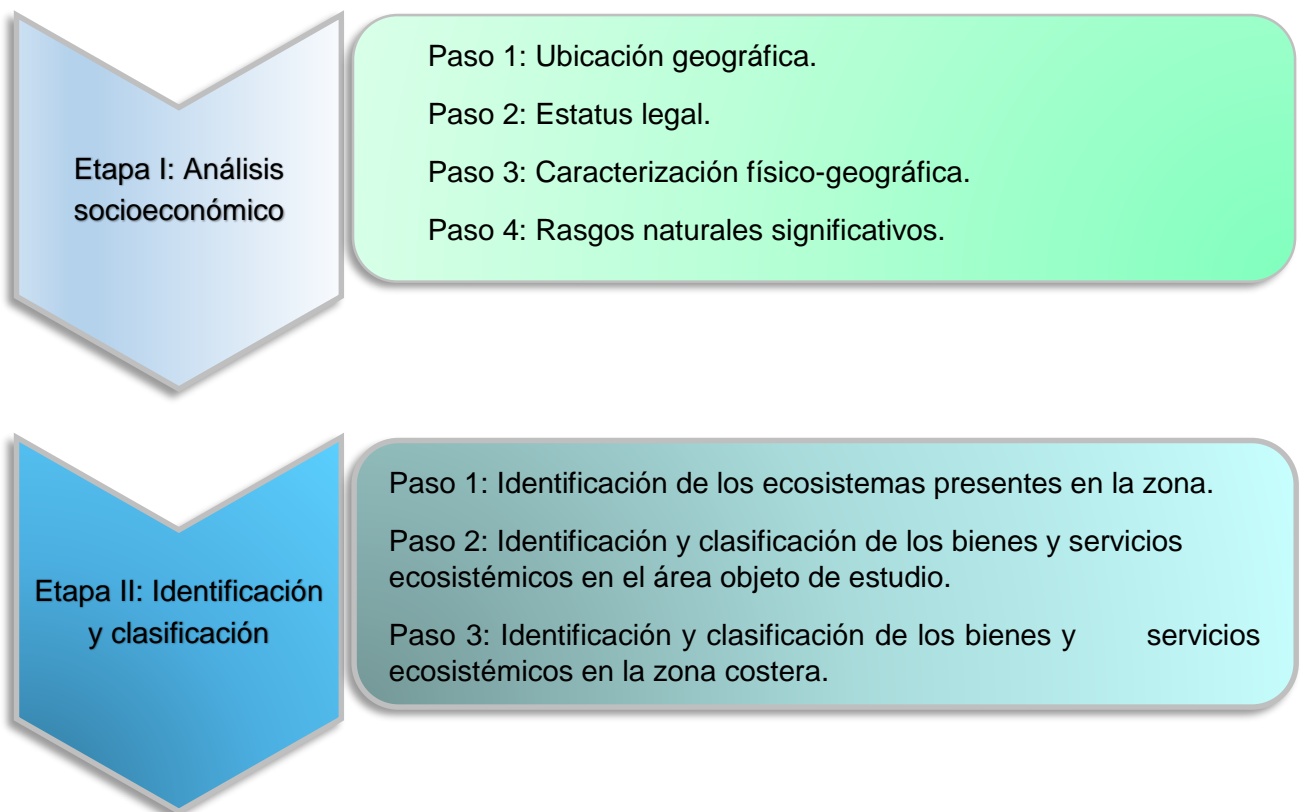 Etapa I: Análisis
socioeconómico
Paso 1: Ubicación geográfica.
Paso 2: Estatus legal.
Paso 3: Caracterización físico-geográfica.
Paso 4: Rasgos naturales significativos.
Etapa II: Identificación
y clasificación
Paso 1: Identificación de los ecosistemas presentes en la zona.
Paso 2: Identificación y clasificación de los bienes y servicios
ecosistémicos en el área objeto de estudio.
Paso 3: Identificación y clasificación de los bienes y servicios
ecosistémicos en la zona costera.